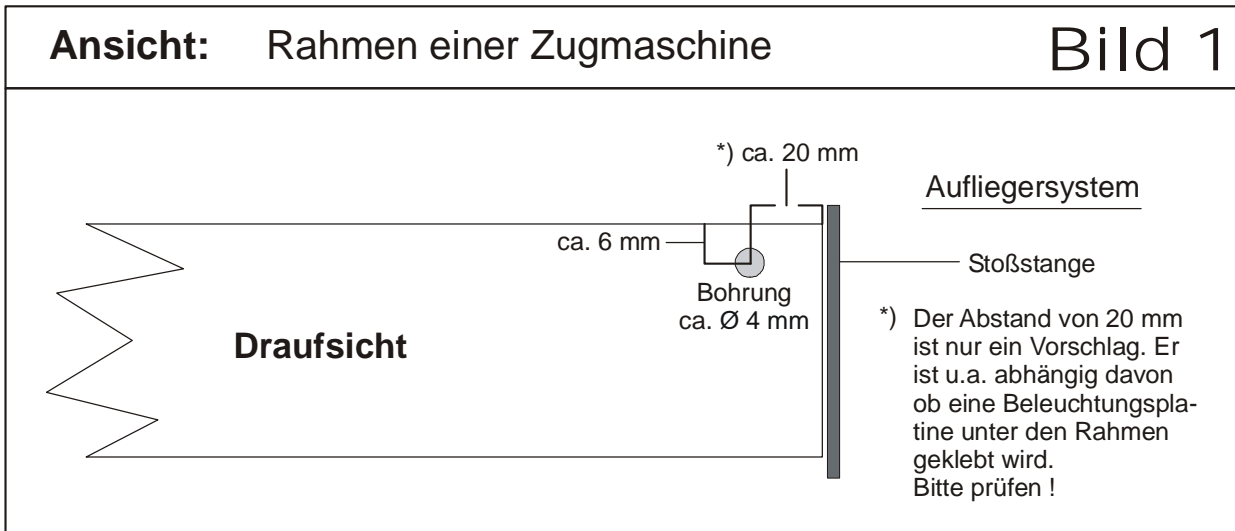 Ansicht: Rahmen einer Zugmaschine Bild 1
*) ca. 20 mm
Aufliegersystem
ca. 6 mm
Stoßstange
Bohrung
ca. Ø 4 mm
Draufsicht
*) Der Abstand von 20 mm
ist nur ein Vorschlag. Er
ist u.a. abhängig davon
ob eine Beleuchtungspla-
tine unter den Rahmen
geklebt wird.
Bitte prüfen !